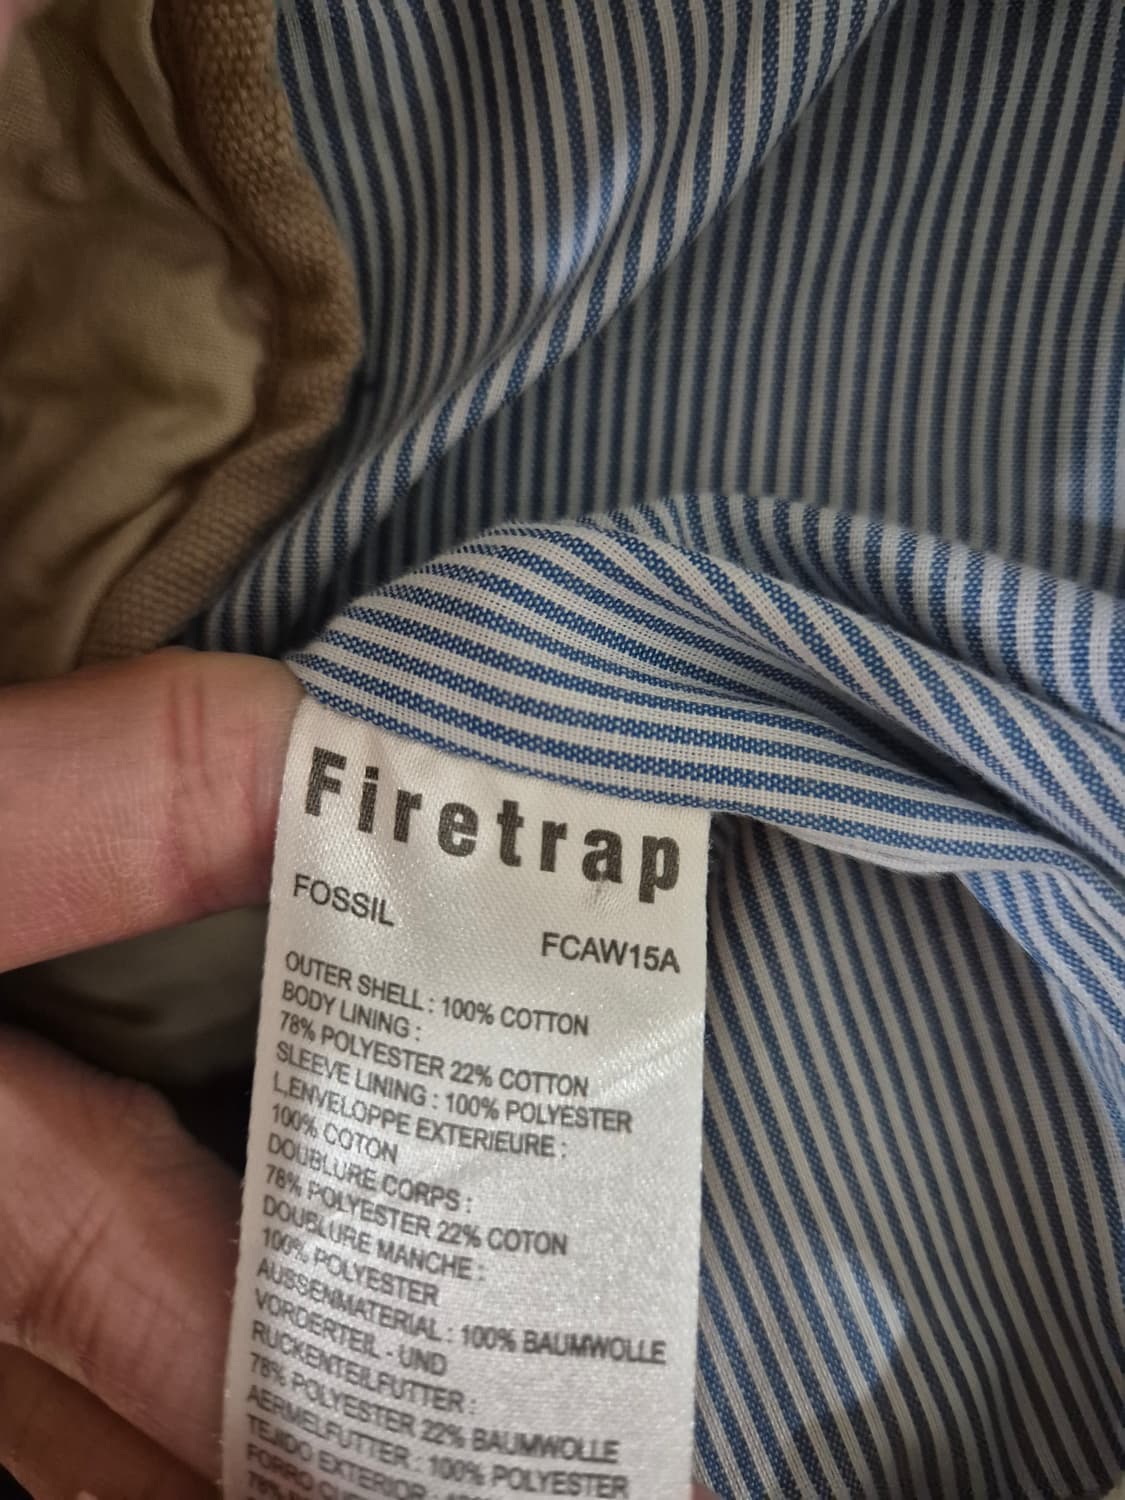 Firetrap
FOSSIL
FCAW15A
OUTER SHELL : 100% COTTON
BODY LINING :
78% POLYESTER 22% COTTON
SLEEVE LINING : 100% POLYESTER
L,ENVELOPPE EXTERIEURE :
100% COTON
DOUBLURE CORPS :
78% POLYESTER 22% COTON
DOUBLURE MANCHE :
100% POLYESTER
AUSSENMATERIAL : 100% BAUMWOLLE
VORDERTEIL - UND
RUCKENTEILFUTTER :
78% POLYESTER 22% BAUMWOLLE
AERMELFUTTER : 100% POLYESTER
TEJIDO EXTERIOR :
FORRO